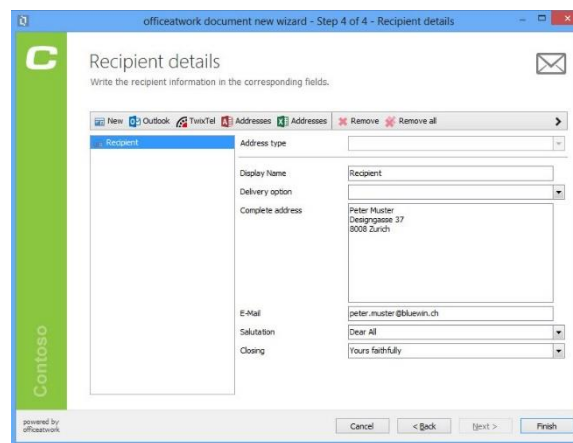 officeatwork document new wizard - Step 4 of 4 - Recipient details
C
Recipient details
Write the recipient information in the corresponding fields.
New Outlook TwixTel Addresses Addresses Remove Remove all
Recipient
Address type
Display Name Recipient
Delivery option
Complete address
Peter Muster
Designgasse 37
8008 Zurich
E-Mail peter.muster@bluewin.ch
Salutation Dear All
Closing Yours faithfully
Contoso
powered by
officeatwork
Cancel < Back Next > Finish